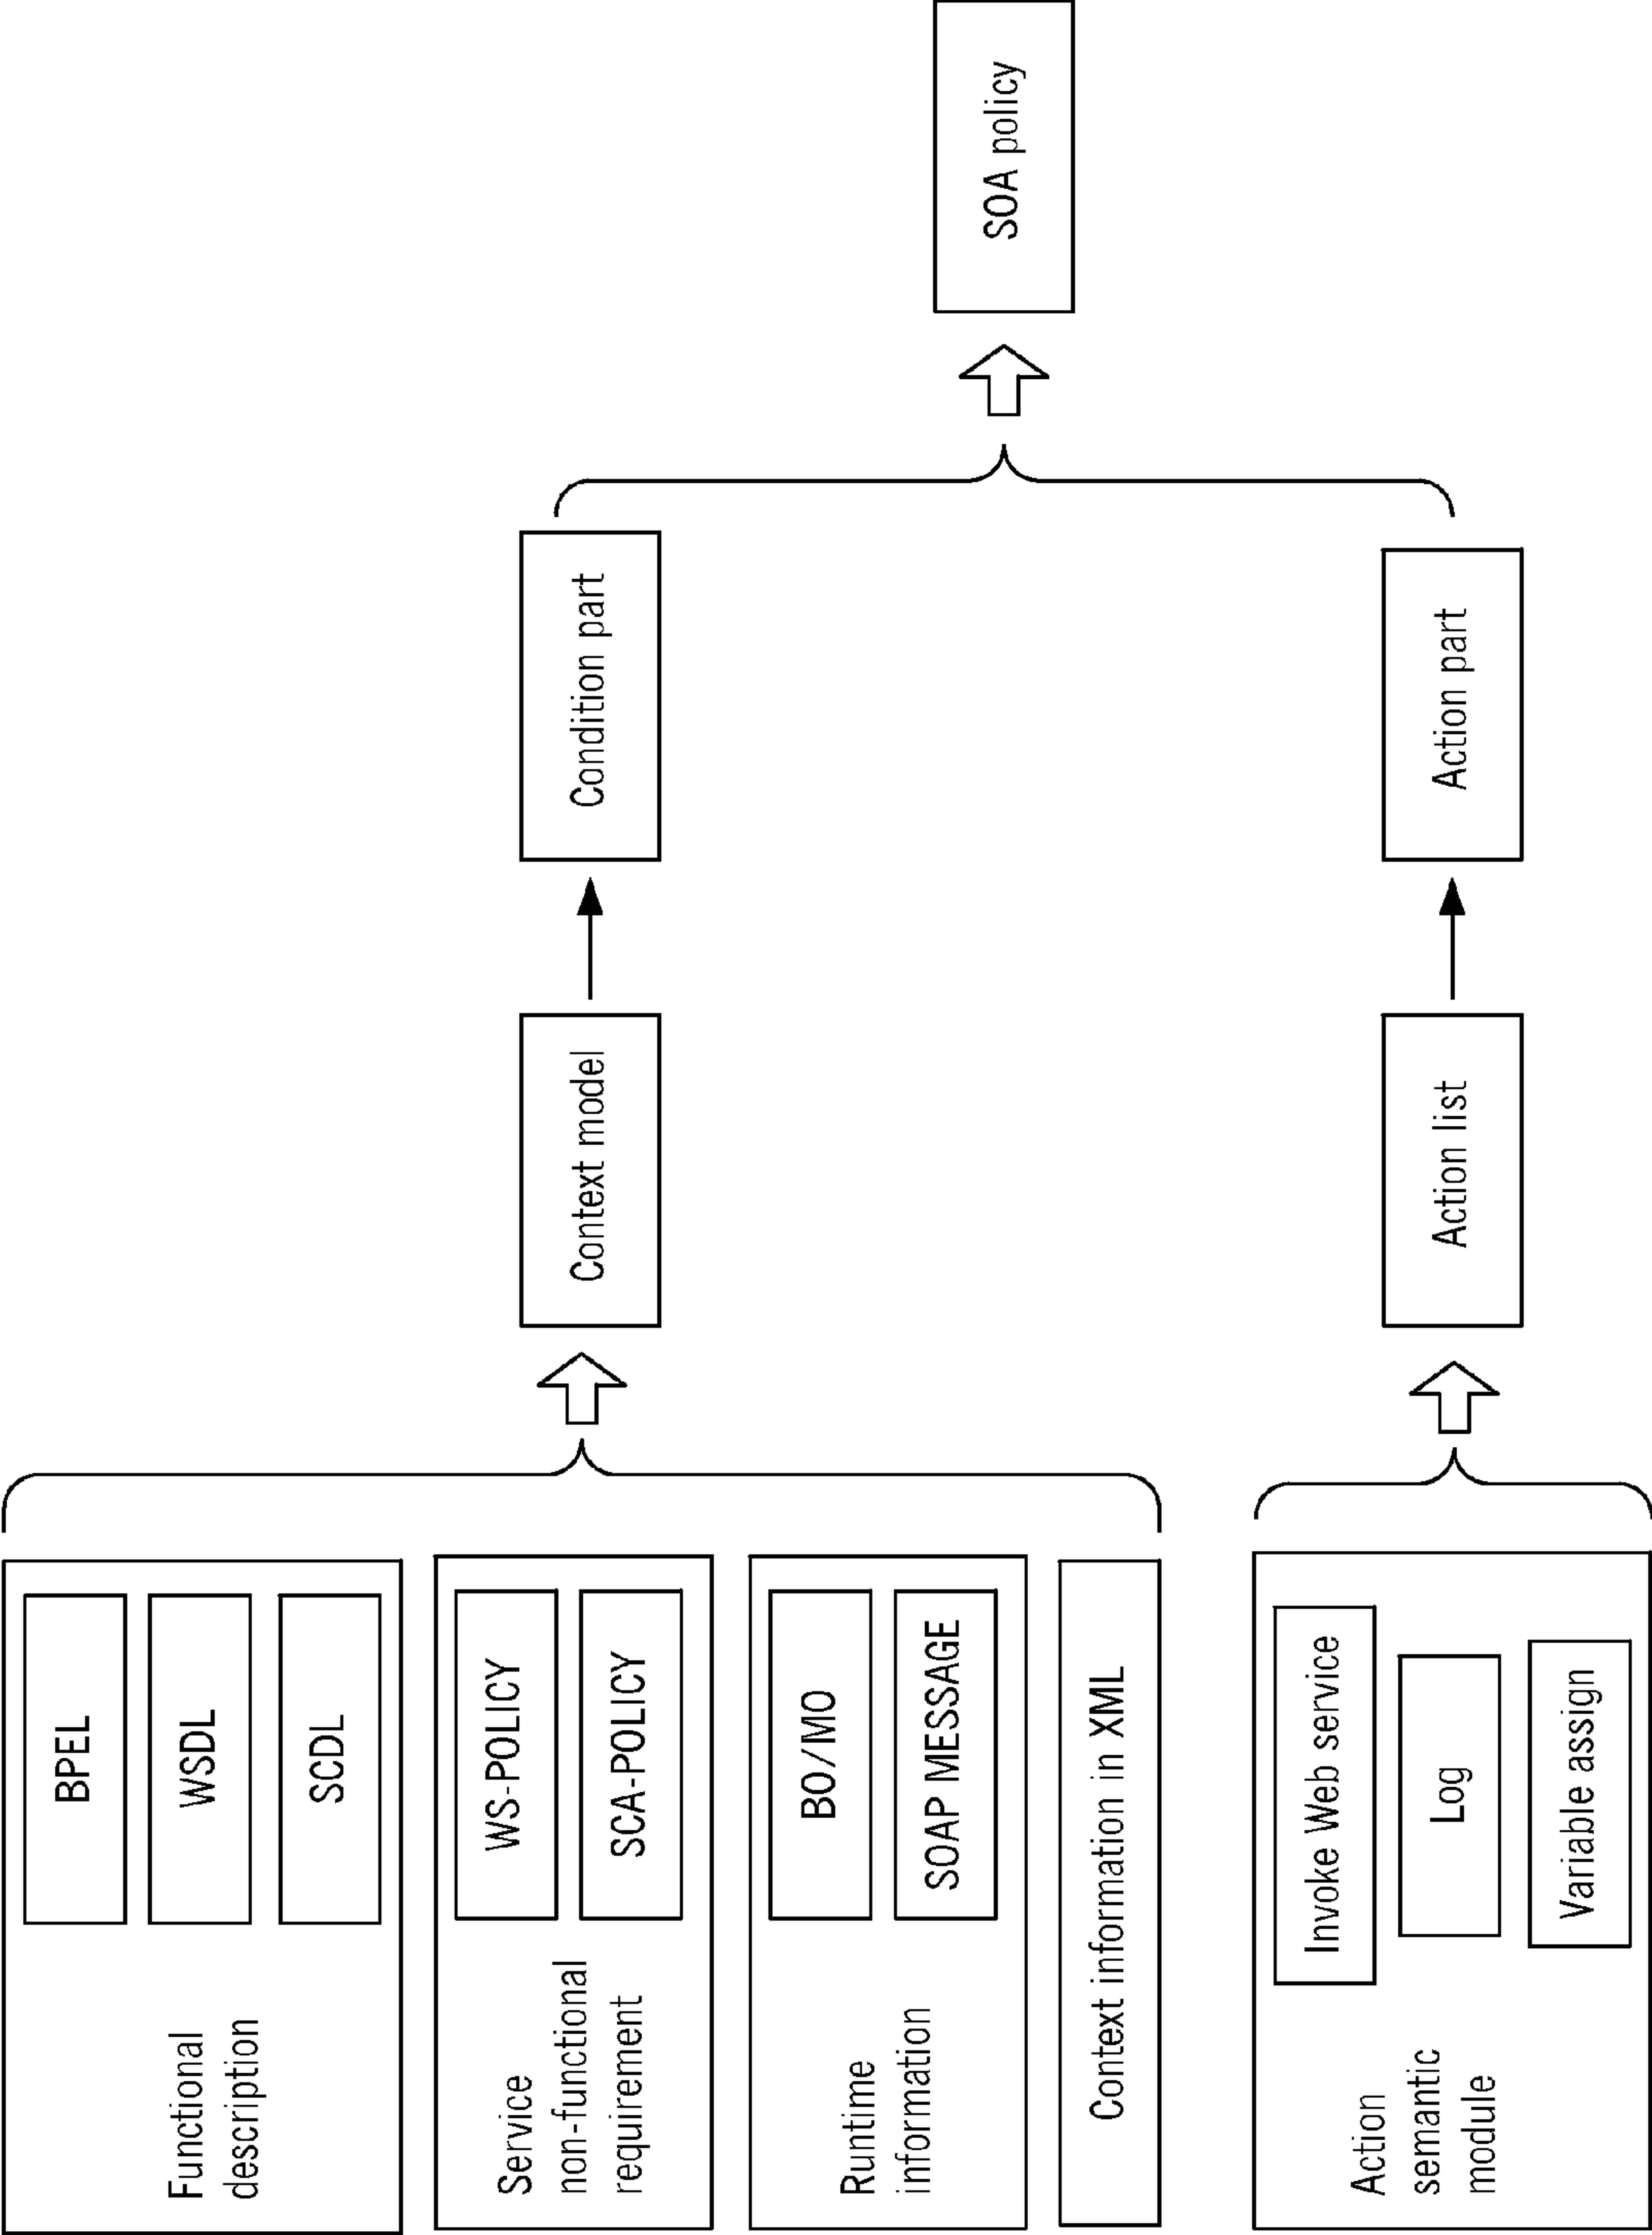 Functional
description
BPEL
WSDL
SCDL
Service
non-functional
requirement
WS-POLICY
SCA-POLICY
Runtime
information
BO/MO
SOAP MESSAGE
Context information in XML
Context model
Condition part
Action
semantic
module
Invoke Web service
Log
Variable assign
Action list
Action part
SOA policy